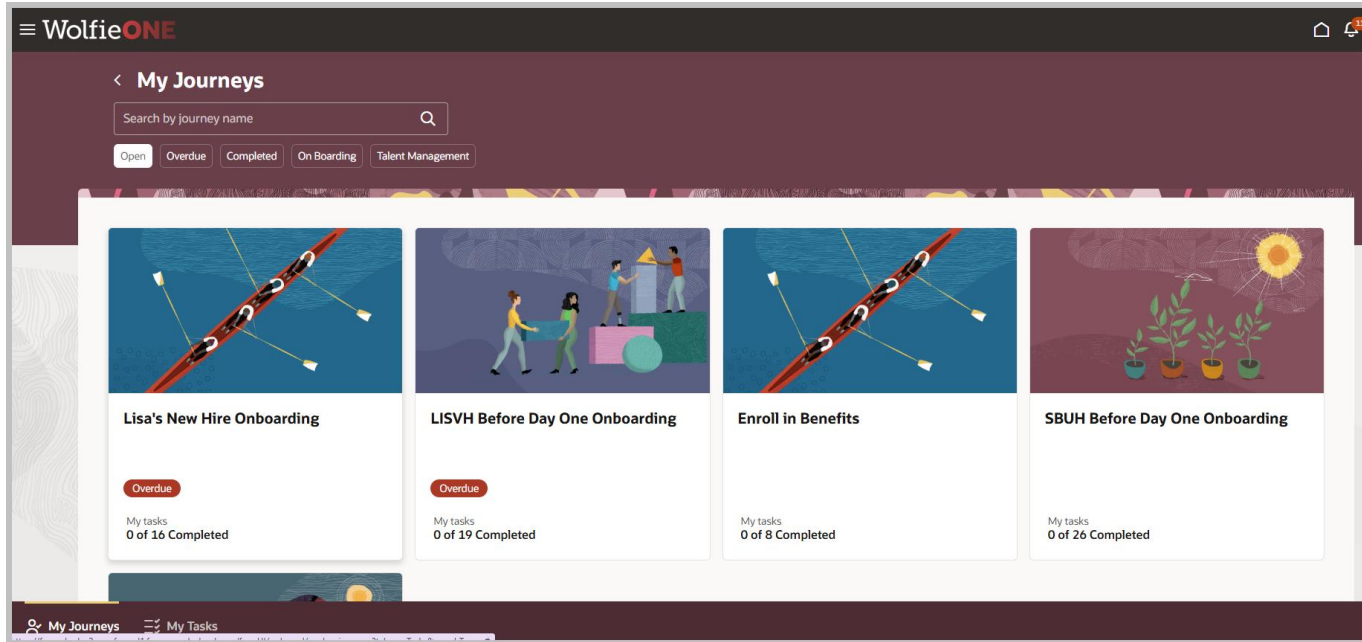 WolfieONE
My Journeys
Search by journey name
Open Overdue Completed On Boarding Talent Management
Lisa's New Hire Onboarding
Overdue
My tasks
0 of 16 Completed
LISVH Before Day One Onboarding
Overdue
My tasks
0 of 19 Completed
Enroll in Benefits
My tasks
0 of 8 Completed
SBUH Before Day One Onboarding
My tasks
0 of 26 Completed
My Journeys My Tasks